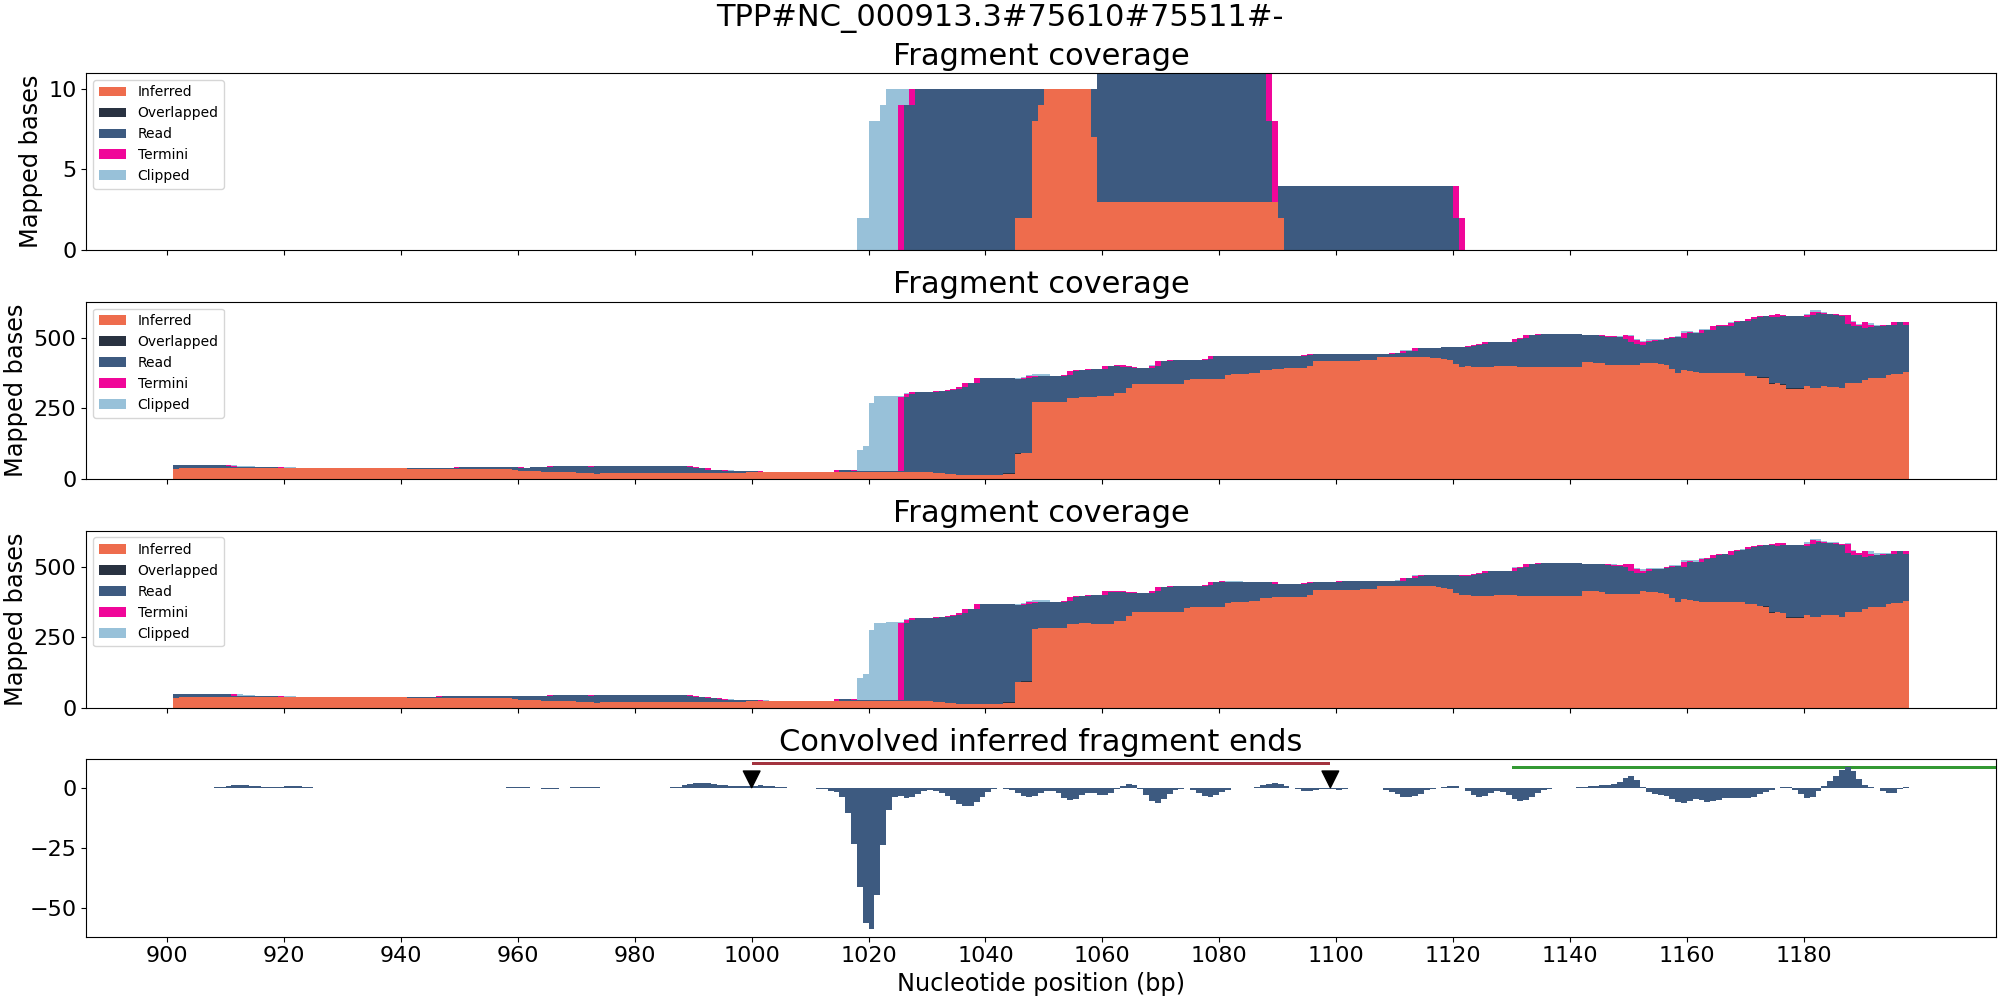 TPP#NC_000913.3#75610#75511#-
Fragment coverage
Mapped bases
10
5
0
Inferred
Overlapped
Read
Termini
Clipped
Fragment coverage
Mapped bases
500
250
0
Inferred
Overlapped
Read
Termini
Clipped
Fragment coverage
Mapped bases
500
250
0
Inferred
Overlapped
Read
Termini
Clipped
Convolved inferred fragment ends
0
−25
−50
900 920 940 960 980 1000 1020 1040 1060 1080 1100 1120 1140 1160 1180
Nucleotide position (bp)